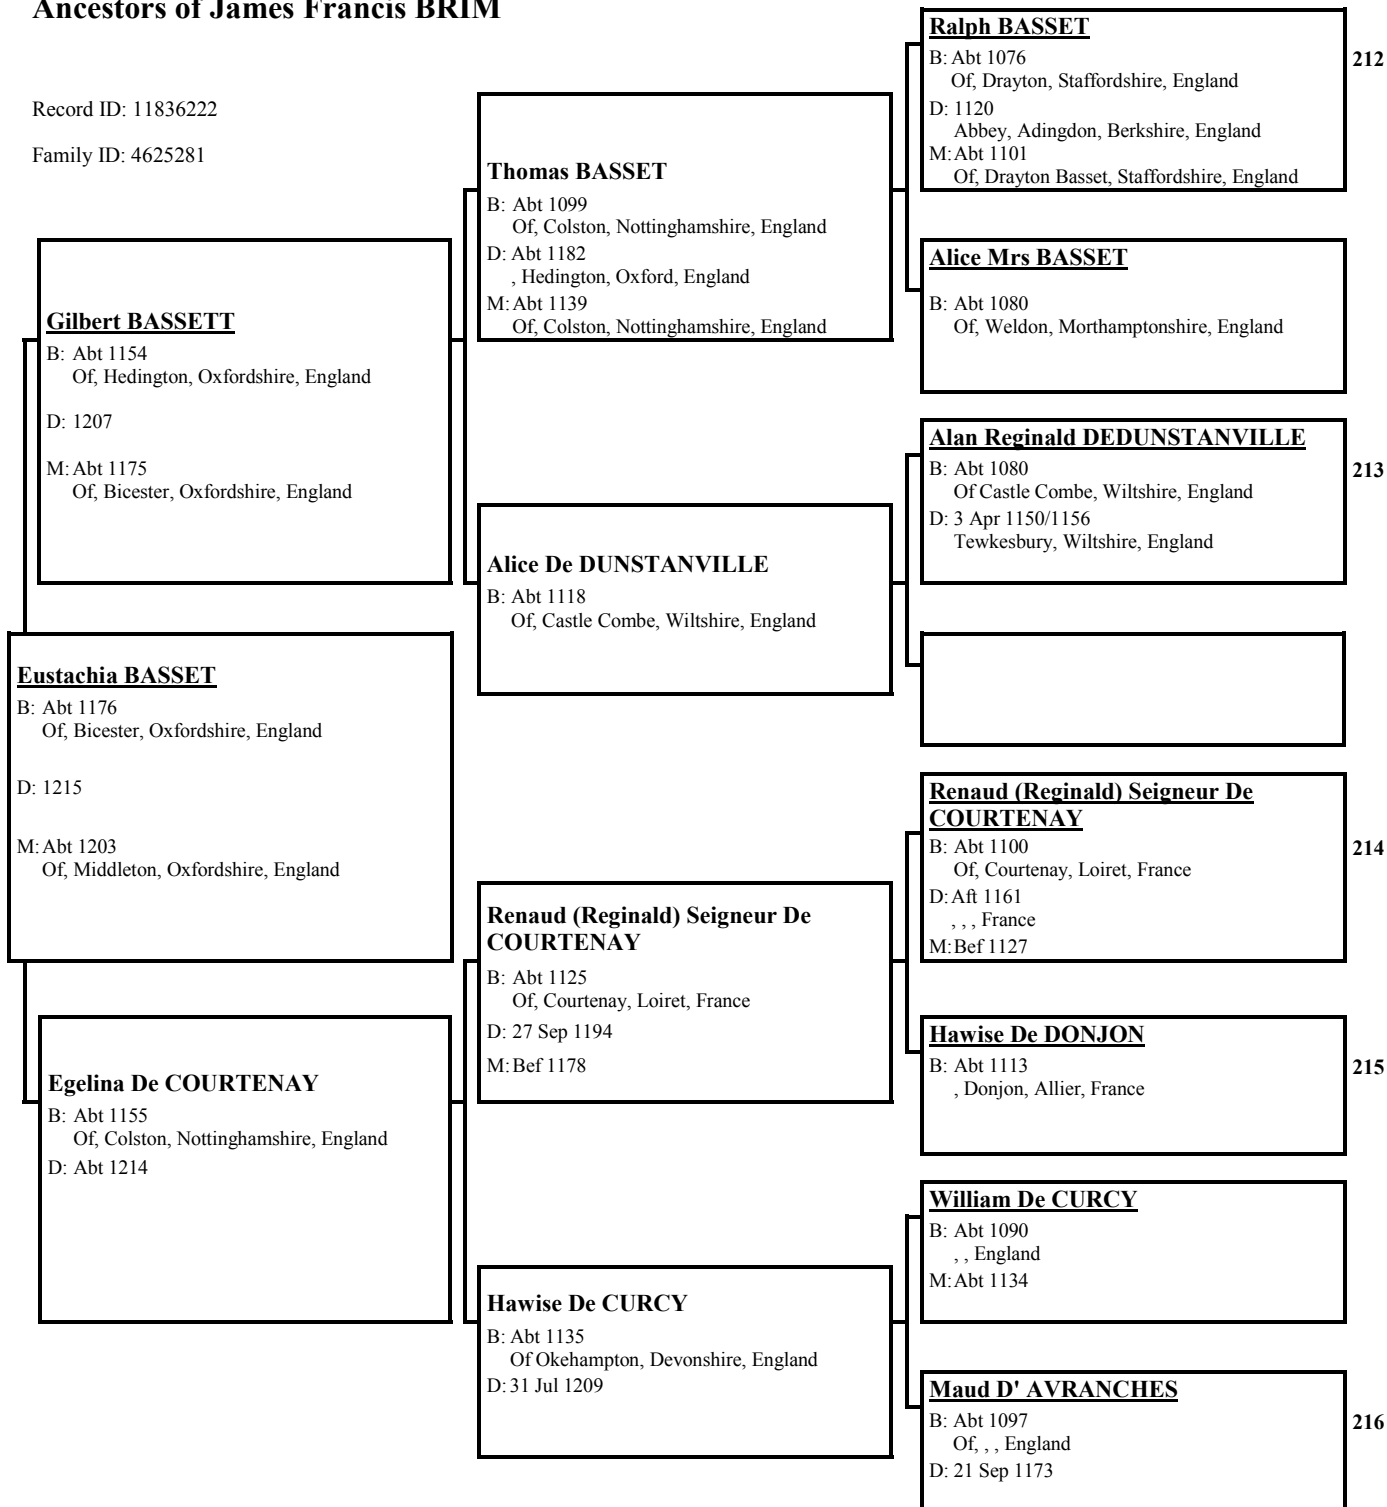 Ancestors of James Francis BRIM
Record ID: 11836222
Family ID: 4625281
Gilbert BASSETT
B: Abt 1154
Of, Hedington, Oxfordshire, England
D: 1207
M: Abt 1175
Of, Bicester, Oxfordshire, England
Eustachia BASSET
B: Abt 1176
Of, Bicester, Oxfordshire, England
D: 1215
M: Abt 1203
Of, Middleton, Oxfordshire, England
Egelina De COURTENAY
B: Abt 1155
Of, Colston, Nottinghamshire, England
D: Abt 1214
Thomas BASSET
B: Abt 1099
Of, Colston, Nottinghamshire, England
D: Abt 1182
, Hedington, Oxford, England
M: Abt 1139
Of, Colston, Nottinghamshire, England
Alice De DUNSTANVILLE
B: Abt 1118
Of, Castle Combe, Wiltshire, England
Renaud (Reginald) Seigneur De
COURTENAY
B: Abt 1125
Of, Courtenay, Loiret, France
D: 27 Sep 1194
M: Bef 1178
Hawise De CURCY
B: Abt 1135
Of Okehampton, Devonshire, England
D: 31 Jul 1209
Ralph BASSET
B: Abt 1076
Of, Drayton, Staffordshire, England
D: 1120
Abbey, Adingdon, Berkshire, England
M: Abt 1101
Of, Drayton Basset, Staffordshire, England
212
Alice Mrs BASSET
B: Abt 1080
Of, Weldon, Morthamptonshire, England
Alan Reginald DEDUNSTANVILLE
B: Abt 1080
Of Castle Combe, Wiltshire, England
D: 3 Apr 1150/1156
Tewkesbury, Wiltshire, England
213
Renaud (Reginald) Seigneur De
COURTENAY
B: Abt 1100
Of, Courtenay, Loiret, France
D: Aft 1161
, , , France
M: Bef 1127
214
Hawise De DONJON
B: Abt 1113
, Donjon, Allier, France
215
William De CURCY
B: Abt 1090
, , England
M: Abt 1134
Maud D' AVRANCHES
B: Abt 1097
Of, , , England
D: 21 Sep 1173
216